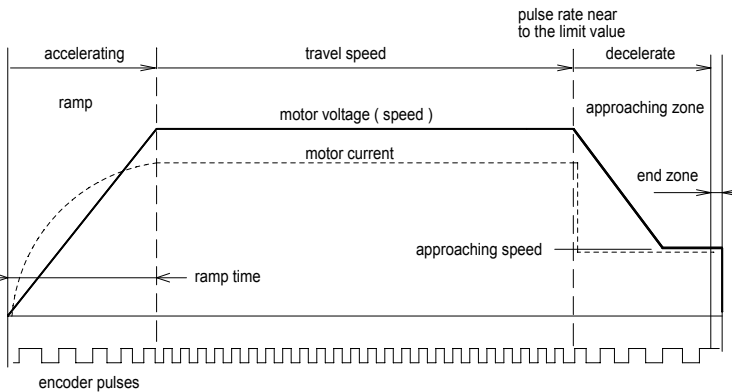 pulse rate near
to the limit value
accelerating
travel speed
decelerate
ramp
approaching zone
motor voltage ( speed )
motor current
end zone
approaching speed
ramp time
encoder pulses